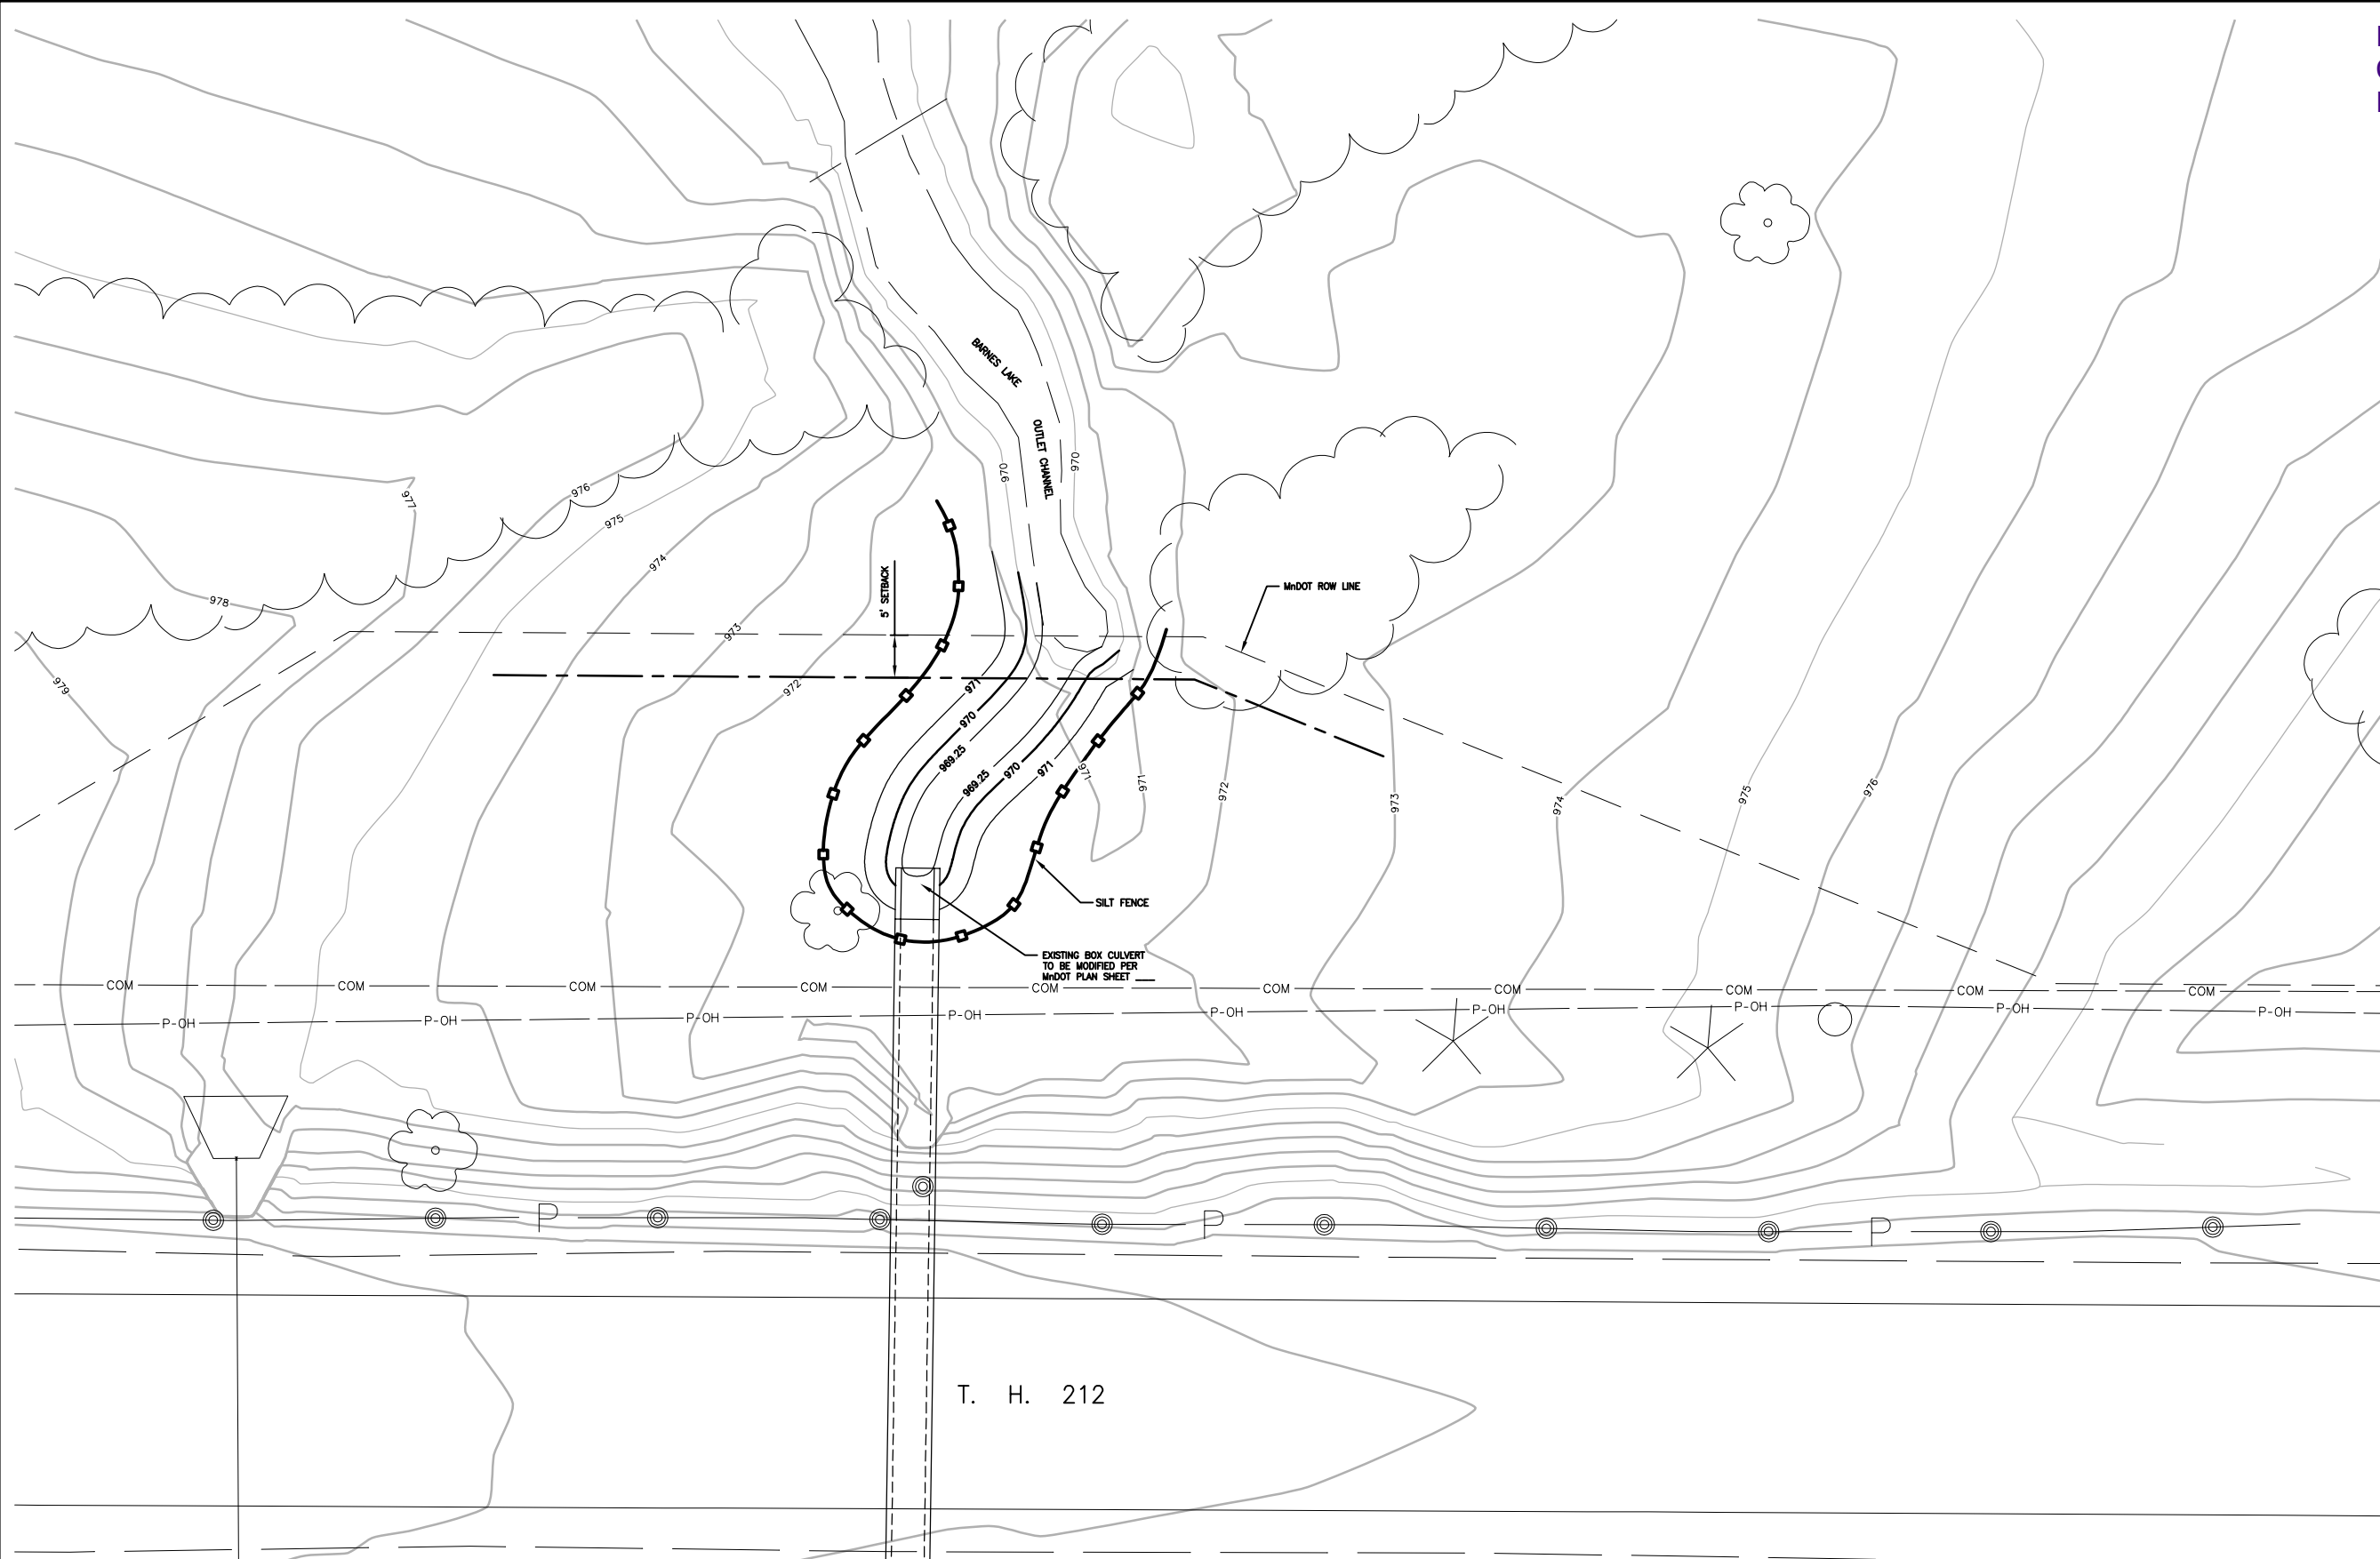 BARNES LAKE
OUTLET CHANNEL
970
970
976
977
975
974
978
5' SETBACK
MnDOT ROW LINE
973
979
972
971
970
969.25
969.25
970
971
971
971
972
973
974
975
976
SILT FENCE
EXISTING BOX CULVERT
TO BE MODIFIED PER
MnDOT PLAN SHEET ___
COM COM COM COM COM COM COM COM COM COM
P-OH P-OH P-OH P-OH P-OH P-OH P-OH P-OH P-OH
P P P
T. H. 212